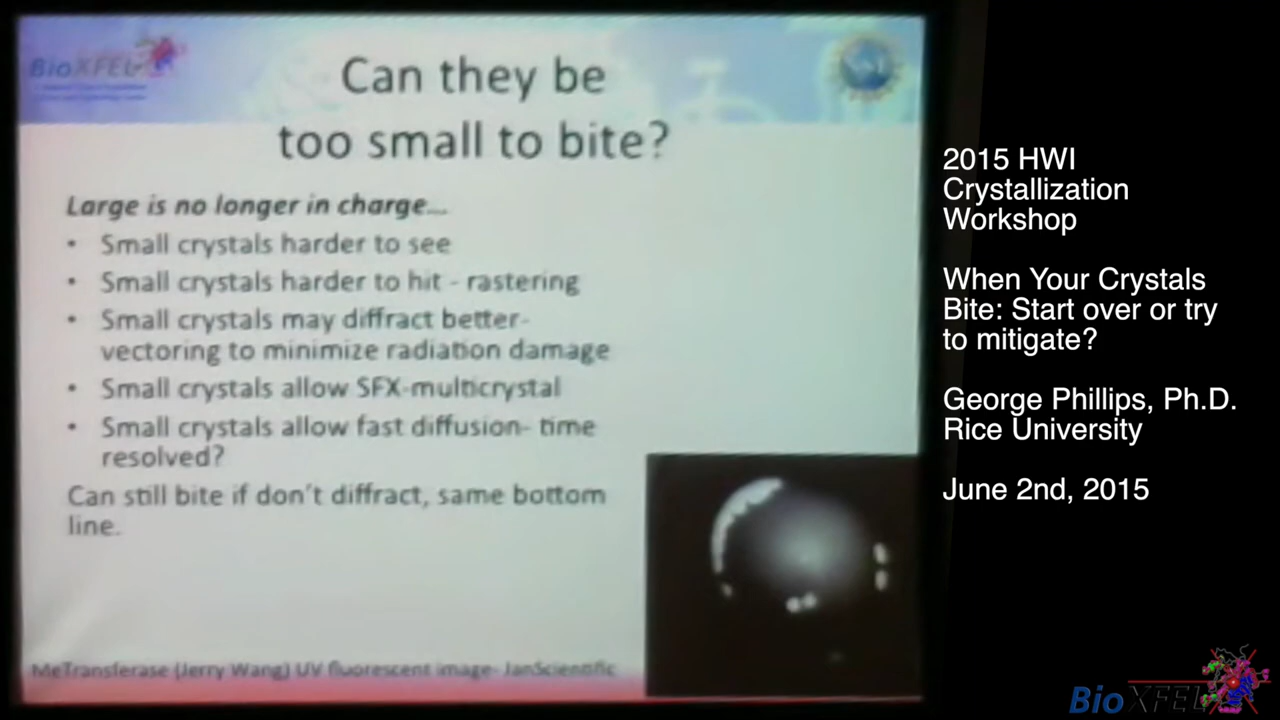 BioXFEL
Can they be
too small to bite?
Large is no longer in charge...
• Small crystals harder to see
• Small crystals harder to hit - rastering
• Small crystals may diffract better-
vectoring to minimize radiation damage
• Small crystals allow SFX-multicrystal
• Small crystals allow fast diffusion- time
resolved?
Can still bite if don't diffract, same bottom
line.
MeTransferase (Jerry Wang) UV fluorescent image- JanScientific
2015 HWI
Crystallization
Workshop
When Your Crystals
Bite: Start over or try
to mitigate?
George Phillips, Ph.D.
Rice University
June 2nd, 2015
BioXFEL